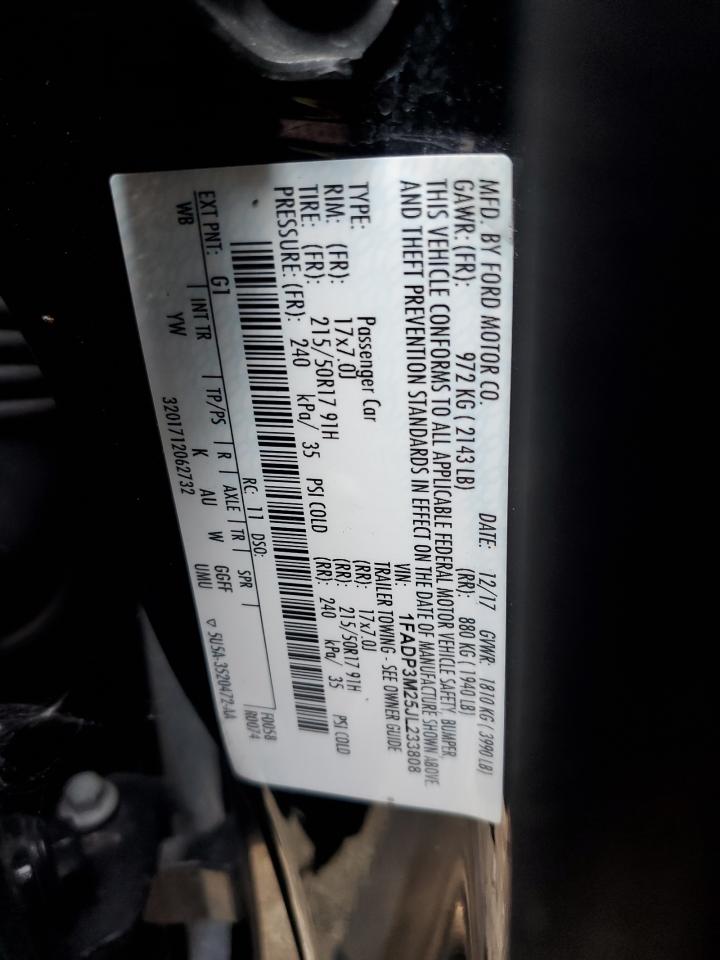 MFD. BY FORD MOTOR CO. DATE: 12/17 GVWR: 1810 KG ( 3990 LB)
GAWR: (FR): 972 KG ( 2143 LB) (RR): 880 KG ( 1940 LB)
THIS VEHICLE CONFORMS TO ALL APPLICABLE FEDERAL MOTOR VEHICLE SAFETY, BUMPER,
AND THEFT PREVENTION STANDARDS IN EFFECT ON THE DATE OF MANUFACTURE SHOWN ABOVE.
VIN: 1FADP3M25JL233808
TYPE: Passenger Car TRAILER TOWING - SEE OWNER GUIDE
RIM: (FR): 17x7.0J (RR): 17x7.0J
TIRE: (FR): 215/50R17 91H (RR): 215/50R17 91H
PRESSURE: (FR): 240 kPa/ 35 PSI COLD (RR): 240 kPa/ 35 PSI COLD
F0058
RC: 11 DSO: R0074
EXT PNT: G1 INT TR TP/PS R AXLE TR SPR
WB YW K AU W GGFF
3201712062732 UMU ▽ 5U5A-3520472-AA